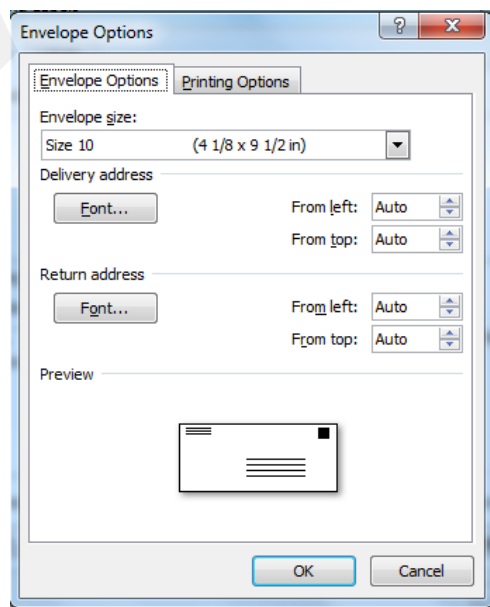 Envelope Options
?
X
Envelope Options Printing Options
Envelope size:
Size 10 (4 1/8 x 9 1/2 in)
Delivery address
Font... From left: Auto
From top: Auto
Return address
Font... From left: Auto
From top: Auto
Preview
OK Cancel